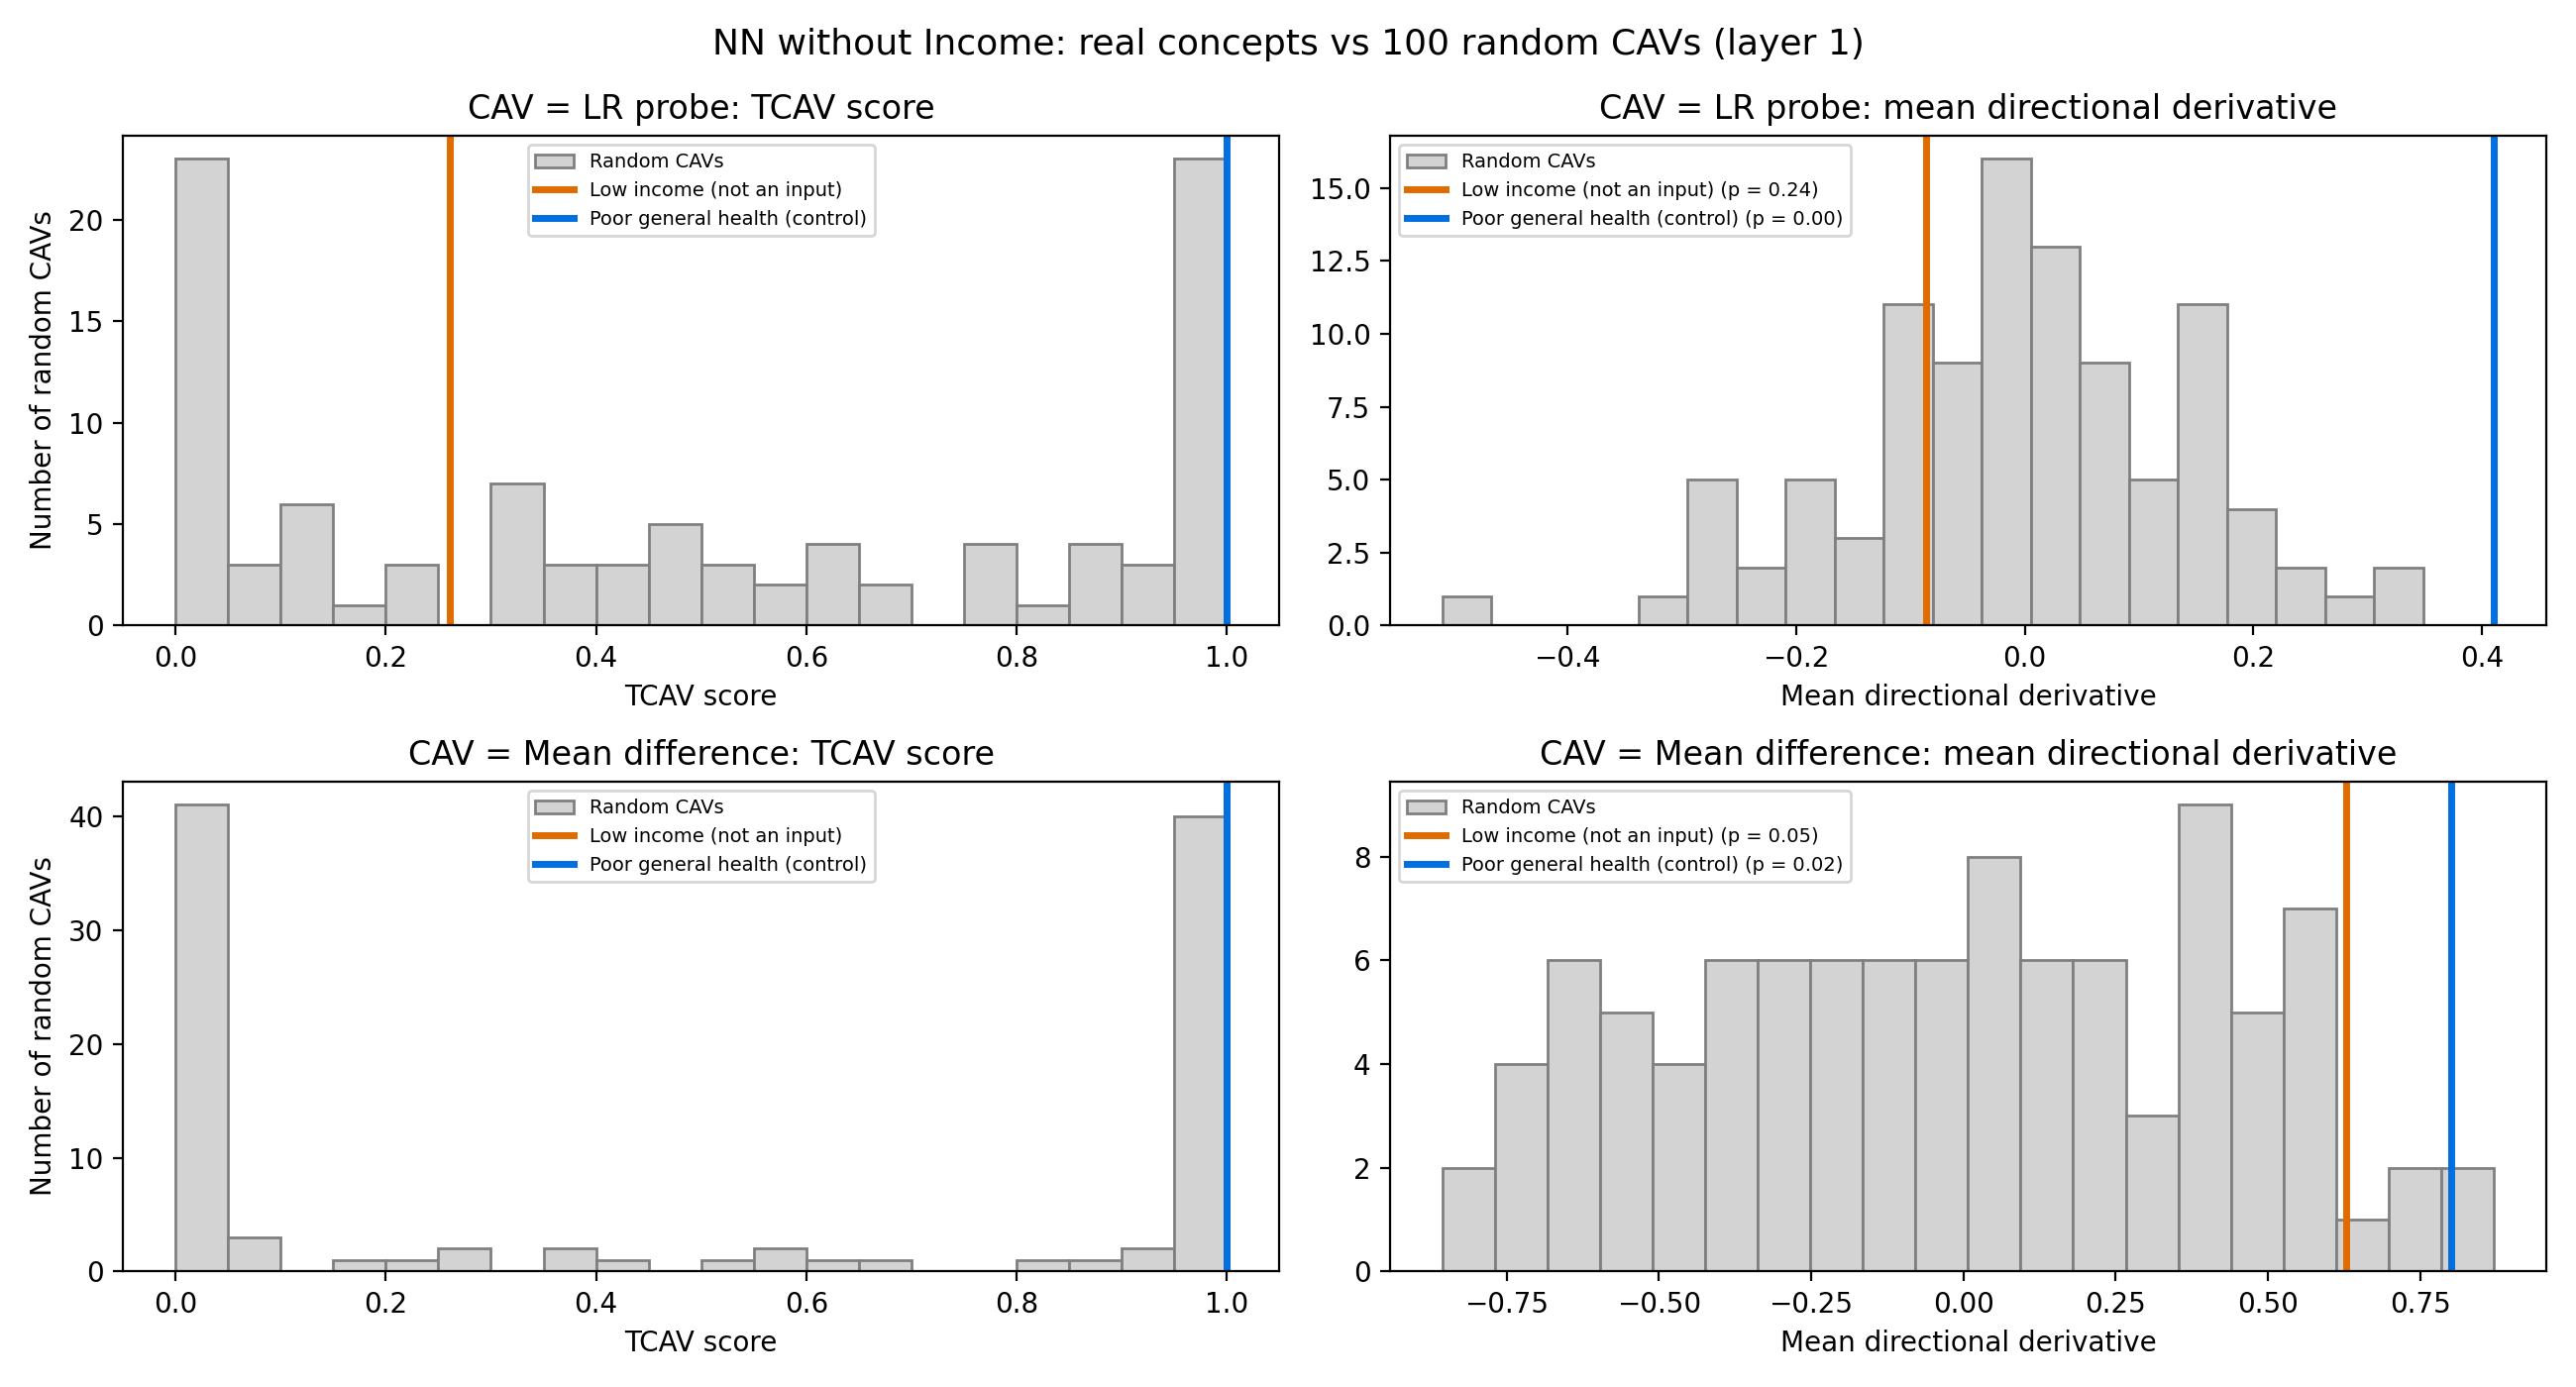 NN without Income: real concepts vs 100 random CAVs (layer 1)
CAV = LR probe: TCAV score
Number of random CAVs
20
15
10
5
0
Random CAVs
Low income (not an input)
Poor general health (control)
0.0 0.2 0.4 0.6 0.8 1.0
TCAV score
CAV = LR probe: mean directional derivative
15.0
12.5
10.0
7.5
5.0
2.5
0.0
Random CAVs
Low income (not an input) (p = 0.24)
Poor general health (control) (p = 0.00)
−0.4 −0.2 0.0 0.2 0.4
Mean directional derivative
CAV = Mean difference: TCAV score
Number of random CAVs
40
30
20
10
0
Random CAVs
Low income (not an input)
Poor general health (control)
0.0 0.2 0.4 0.6 0.8 1.0
TCAV score
CAV = Mean difference: mean directional derivative
8
6
4
2
0
Random CAVs
Low income (not an input) (p = 0.05)
Poor general health (control) (p = 0.02)
−0.75 −0.50 −0.25 0.00 0.25 0.50 0.75
Mean directional derivative